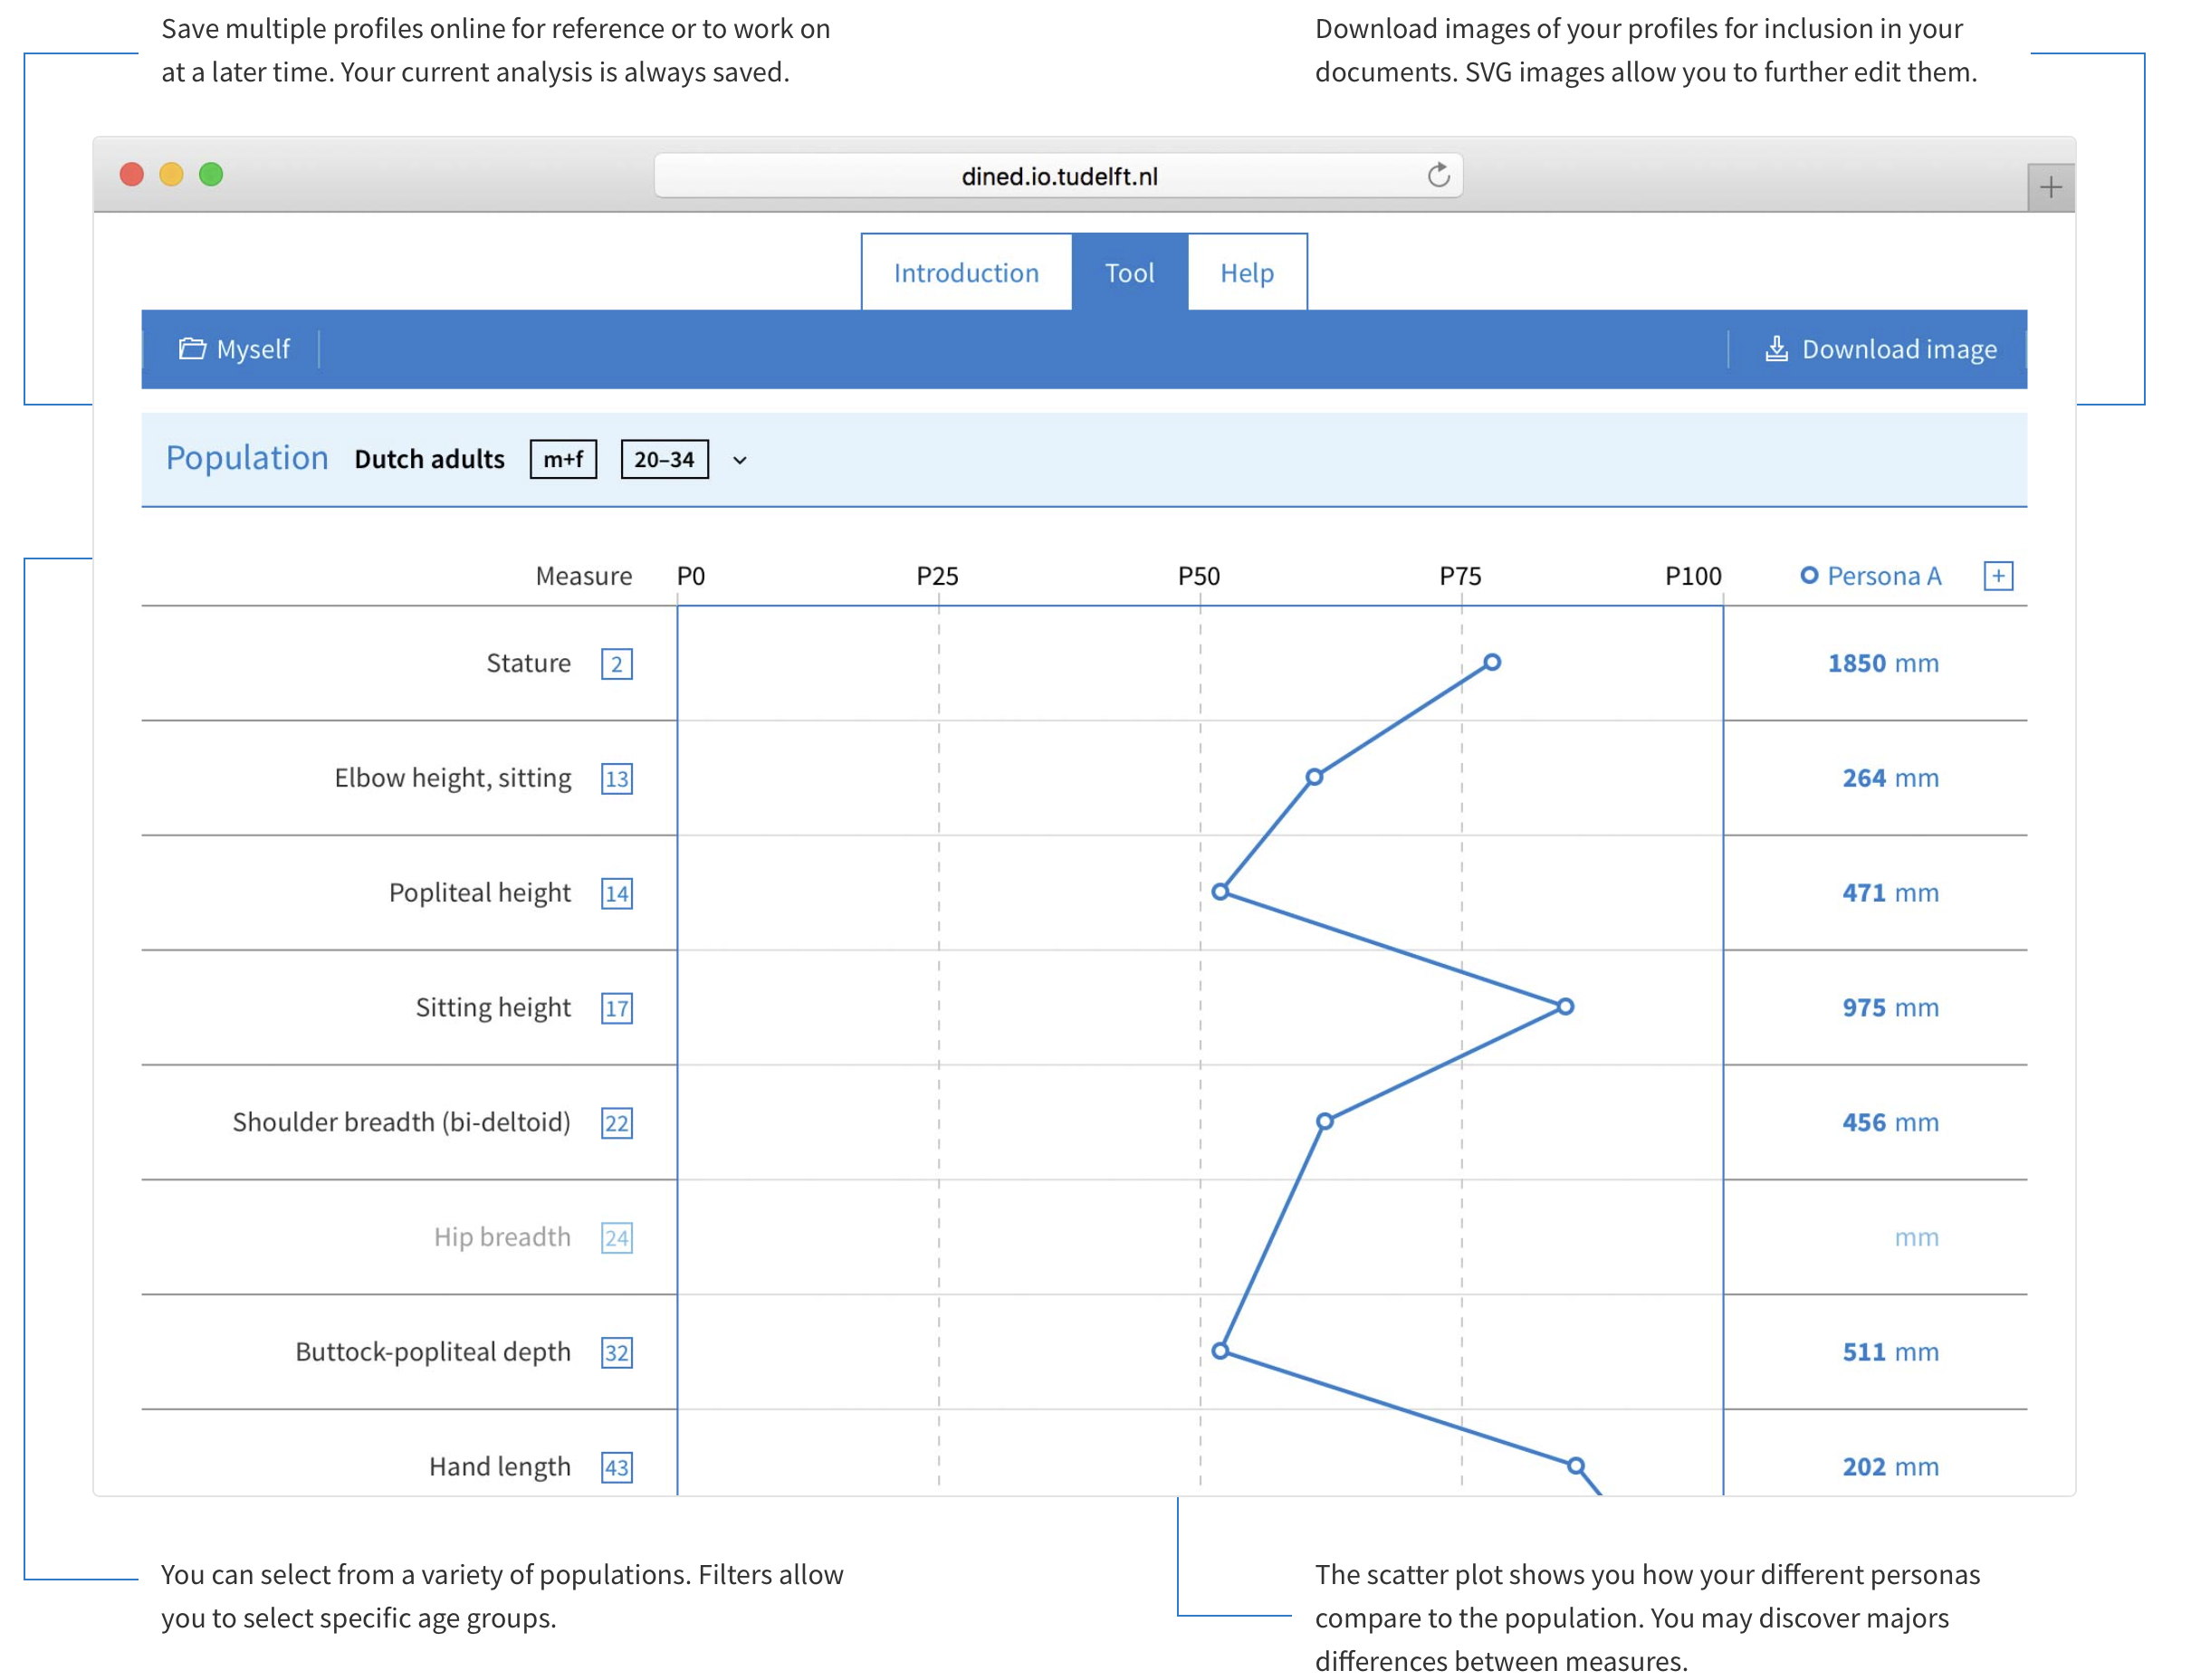 Save multiple profiles online for reference or to work on
at a later time. Your current analysis is always saved.
Download images of your profiles for inclusion in your
documents. SVG images allow you to further edit them.
dined.io.tudelft.nl
Introduction Tool Help
Myself Download image
Population Dutch adults m+f 20–34
Measure P0 P25 P50 P75 P100 Persona A +
Stature 2 1850 mm
Elbow height, sitting 13 264 mm
Popliteal height 14 471 mm
Sitting height 17 975 mm
Shoulder breadth (bi-deltoid) 22 456 mm
Hip breadth 24 mm
Buttock-popliteal depth 32 511 mm
Hand length 43 202 mm
You can select from a variety of populations. Filters allow
you to select specific age groups.
The scatter plot shows you how your different personas
compare to the population. You may discover majors
differences between measures.